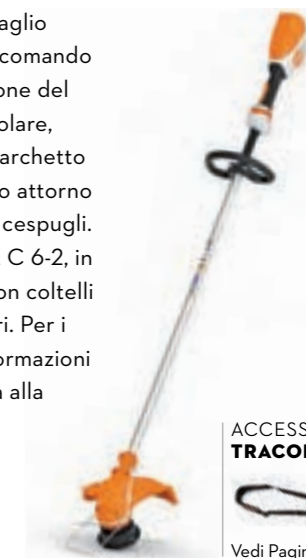 aglio
comando
one del
olare,
archetto
o attorno
cespugli.
C 6-2, in
on coltelli
ri. Per i
ormazioni
a alla
ACCESS
TRACOL
Vedi Pagin